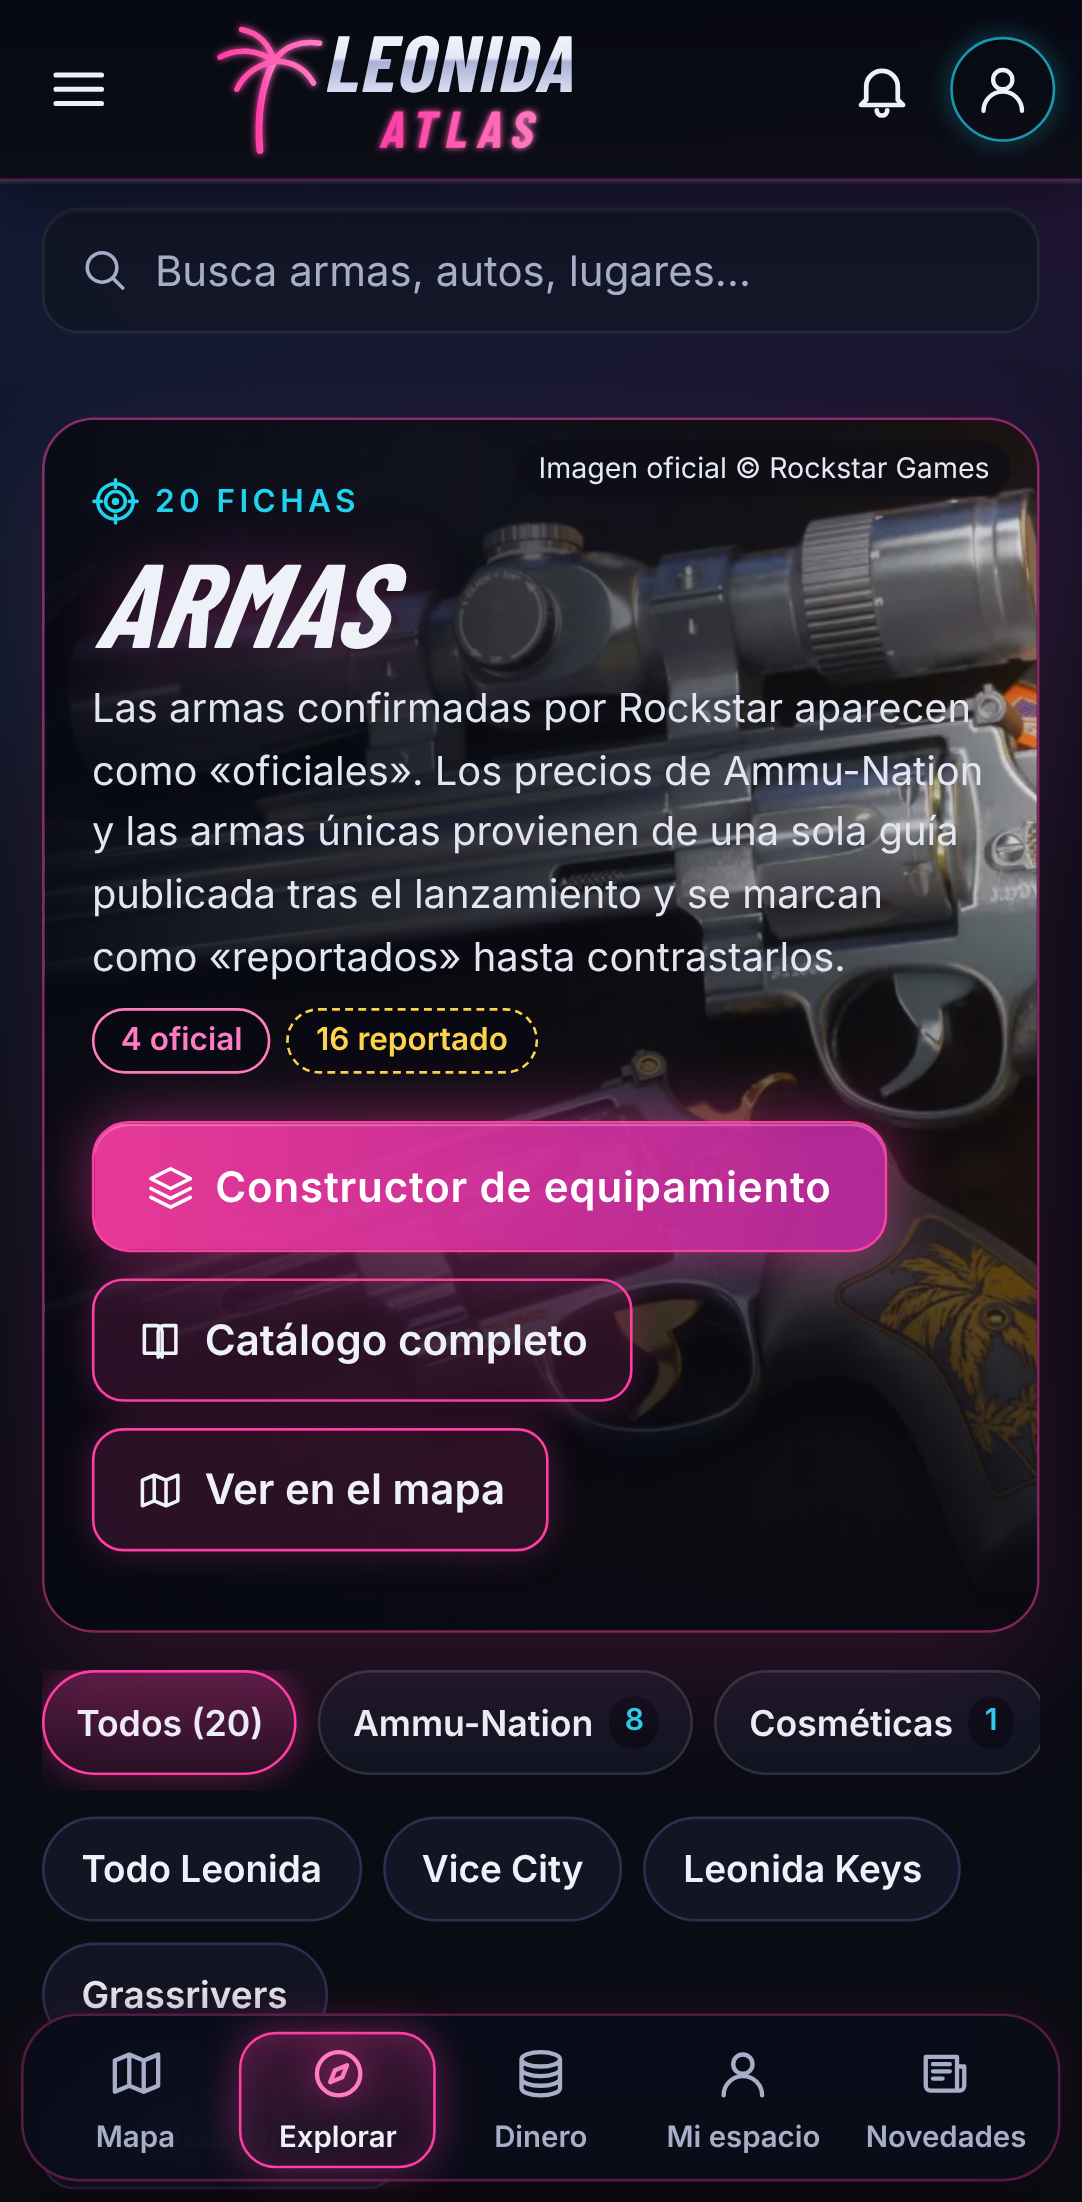 LEONIDA
ATLAS
Busca armas, autos, lugares...
Imagen oficial © Rockstar Games
20 FICHAS
ARMAS
Las armas confirmadas por Rockstar aparecen
como «oficiales». Los precios de Ammu-Nation
y las armas únicas provienen de una sola guía
publicada tras el lanzamiento y se marcan
como «reportados» hasta contrastarlos.
4 oficial 16 reportado
Constructor de equipamiento
Catálogo completo
Ver en el mapa
Todos (20) Ammu-Nation 8 Cosméticas 1
Todo Leonida Vice City Leonida Keys
Grassrivers
Mapa Explorar Dinero Mi espacio Novedades